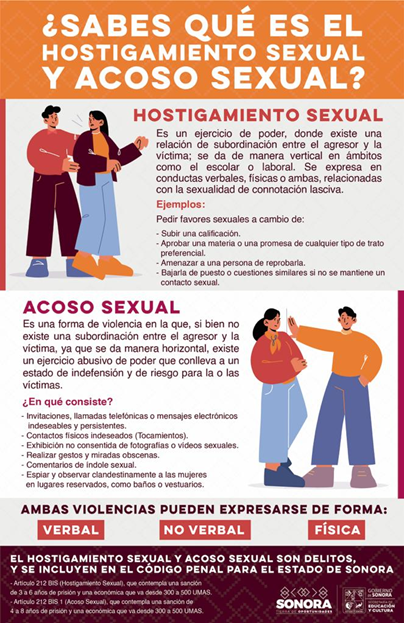 ¿SABES QUÉ ES EL
HOSTIGAMIENTO SEXUAL
Y ACOSO SEXUAL?
HOSTIGAMIENTO SEXUAL
Es un ejercicio de poder, donde existe una
relación de subordinación entre el agresor y la
víctima; se da de manera vertical en ámbitos
como el escolar o laboral. Se expresa en
conductas verbales, físicas o ambas, relacionadas
con la sexualidad de connotación lasciva.
Ejemplos:
Pedir favores sexuales a cambio de:
- Subir una calificación.
- Aprobar una materia o una promesa de cualquier tipo de trato
preferencial.
- Amenazar a una persona de reprobarla.
- Bajarla de puesto o cuestiones similares si no se mantiene un
contacto sexual.
ACOSO SEXUAL
Es una forma de violencia en la que, si bien no
existe una subordinación entre el agresor y la
víctima, ya que se da manera horizontal, existe
un ejercicio abusivo de poder que conlleva a un
estado de indefensión y de riesgo para la o las
víctimas.
¿En qué consiste?
- Invitaciones, llamadas telefónicas o mensajes electrónicos
indeseables y persistentes.
- Contactos físicos indeseados (Tocamientos).
- Exhibición no consentida de fotografías o vídeos sexuales.
- Realizar gestos y miradas obscenas.
- Comentarios de índole sexual.
- Espiar y observar clandestinamente a las mujeres
en lugares reservados, como baños o vestuarios.
AMBAS VIOLENCIAS PUEDEN EXPRESARSE DE FORMA:
VERBAL
NO VERBAL
FÍSICA
EL HOSTIGAMIENTO SEXUAL Y ACOSO SEXUAL SON DELITOS,
Y SE INCLUYEN EN EL CÓDIGO PENAL PARA EL ESTADO DE SONORA
- Artículo 212 BIS (Hostigamiento Sexual), que contempla una sanción
de 3 a 6 años de prisión y una económica que va desde 300 a 500 UMAS.
- Artículo 212 BIS 1 (Acoso Sexual), que contempla una sanción de
4 a 8 años de prisión y una económica que va desde 300 a 500 UMAS.
SONORA
TIERRA DE OPORTUNIDADES
GOBIERNO
DE SONORA
EDUCACIÓN
Y CULTURA